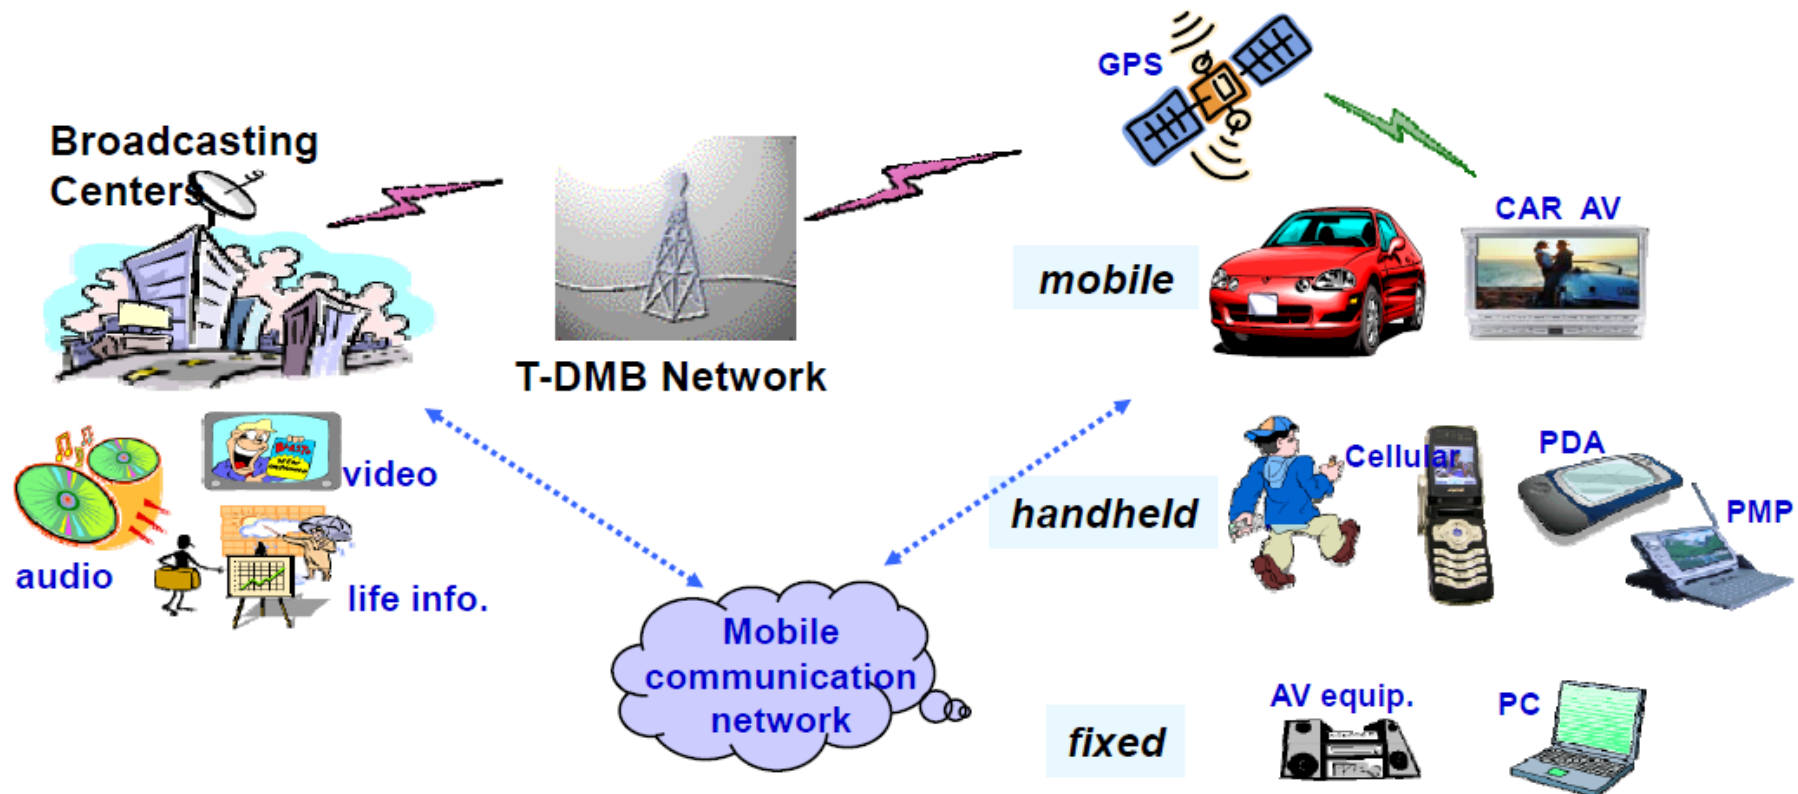 GPS
Broadcasting
Centers
CAR AV
mobile
T-DMB Network
video
audio
life info.
Cellular
PDA
PMP
handheld
Mobile
communication
network
AV equip.
PC
fixed